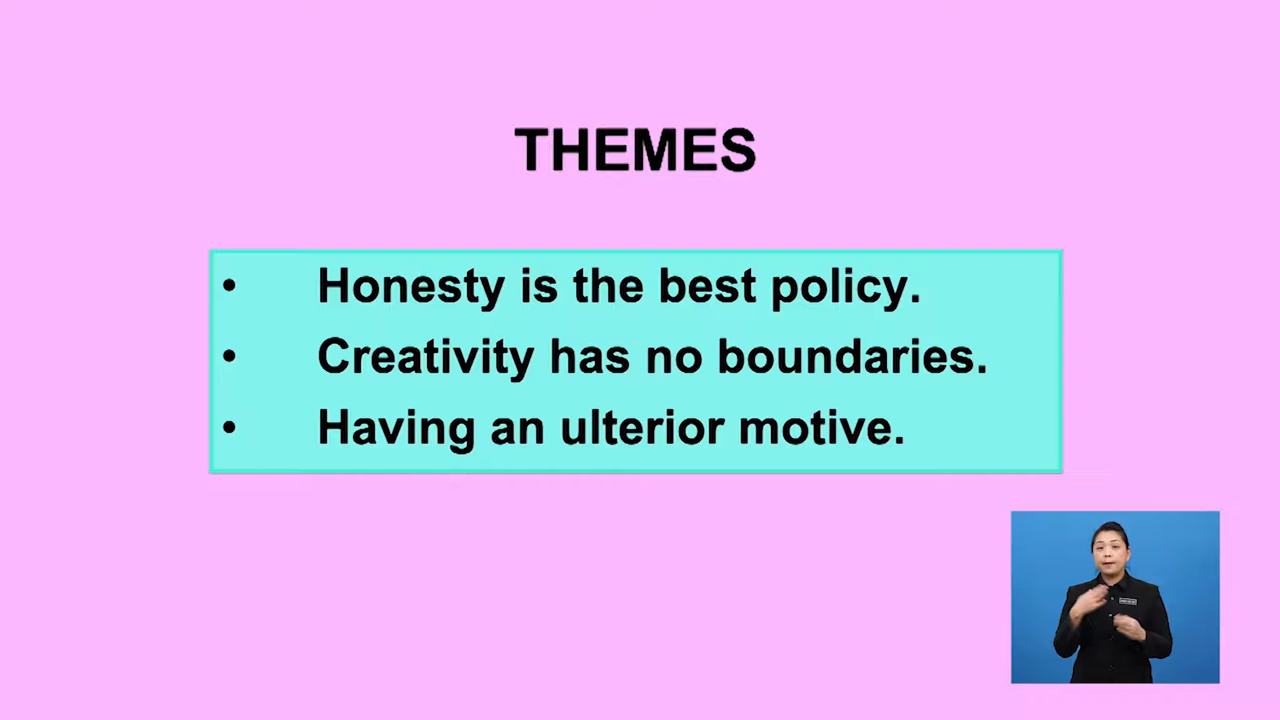 THEMES
• Honesty is the best policy.
• Creativity has no boundaries.
• Having an ulterior motive.